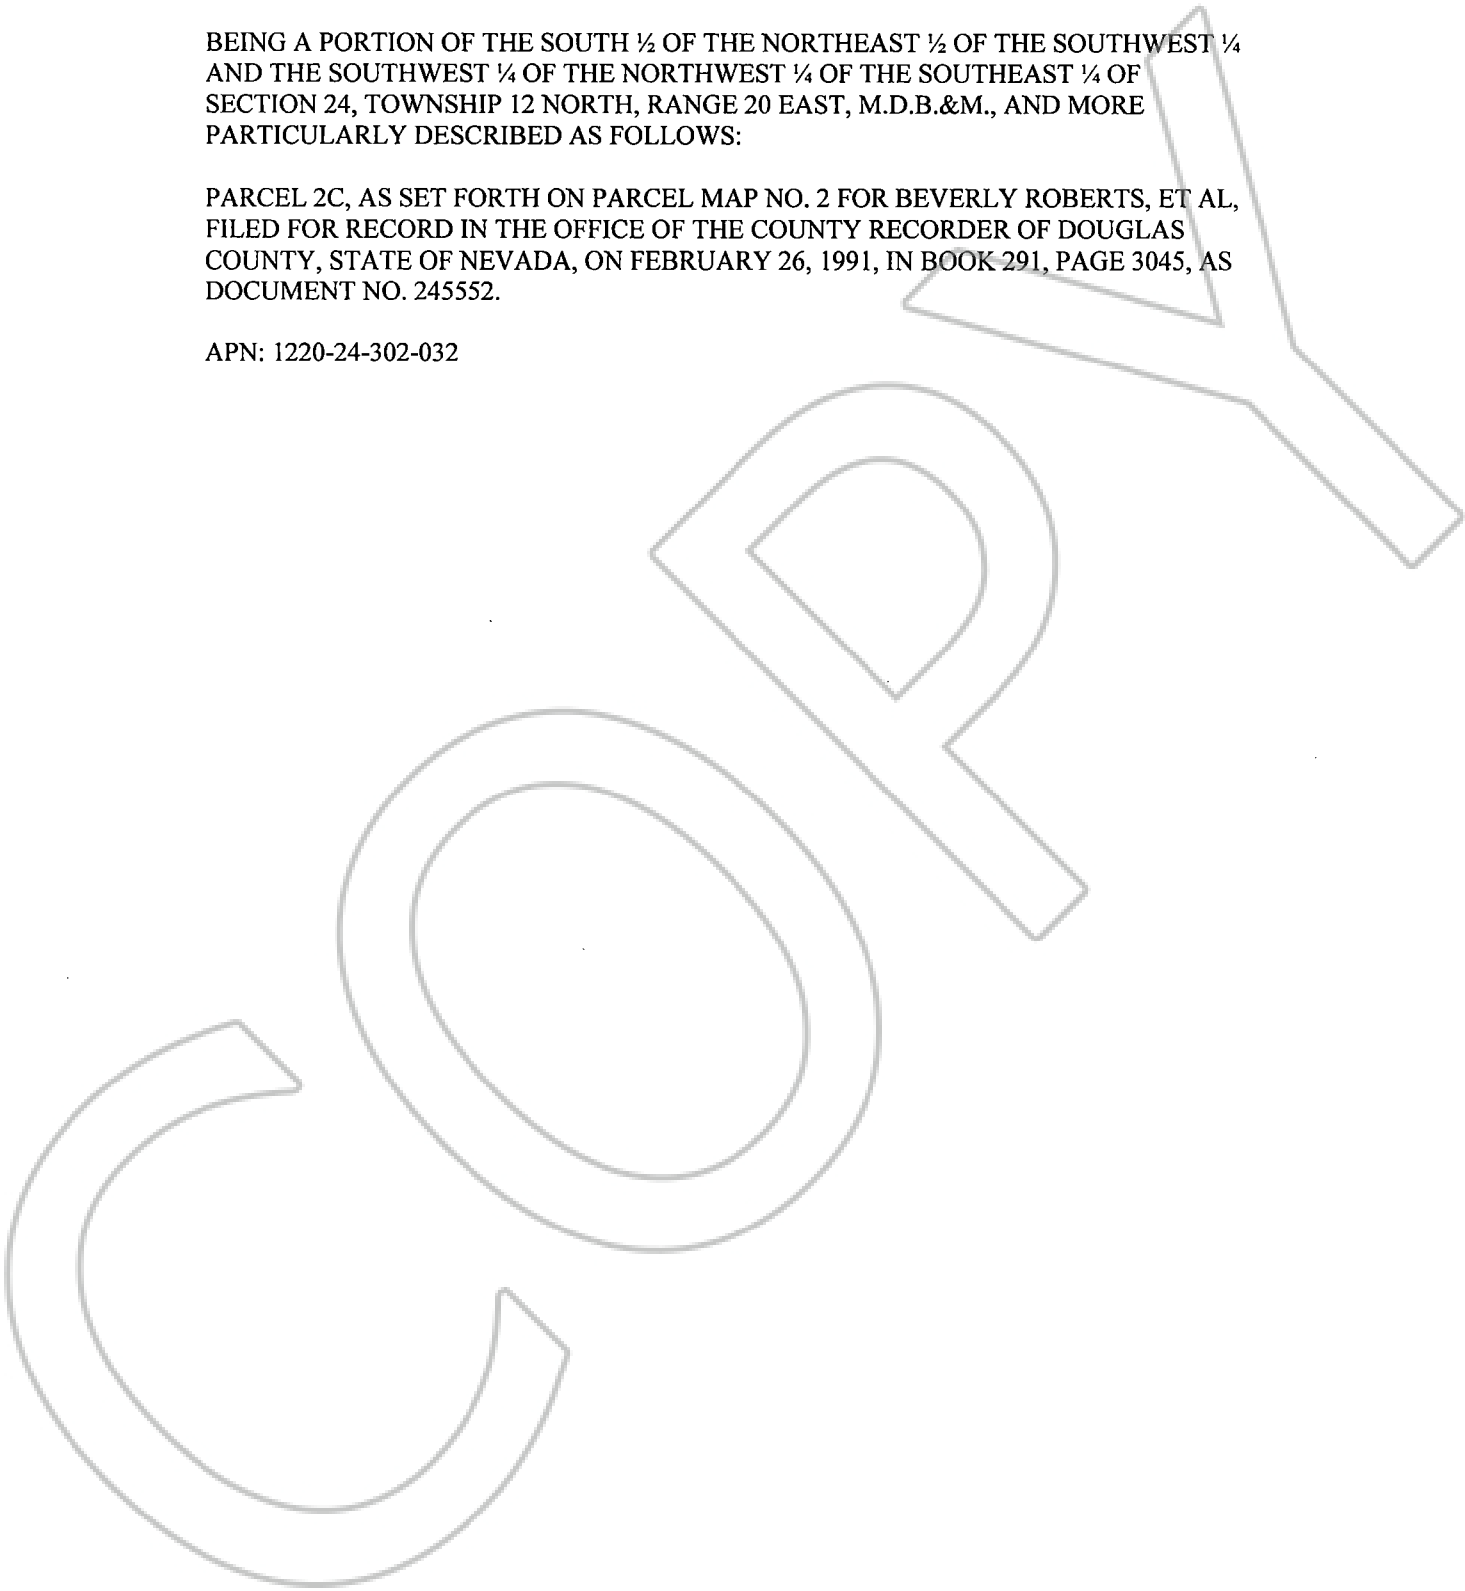 BEING A PORTION OF THE SOUTH ½ OF THE NORTHEAST ½ OF THE SOUTHWEST ¼
AND THE SOUTHWEST ¼ OF THE NORTHWEST ¼ OF THE SOUTHEAST ¼ OF
SECTION 24, TOWNSHIP 12 NORTH, RANGE 20 EAST, M.D.B.&M., AND MORE
PARTICULARLY DESCRIBED AS FOLLOWS:
PARCEL 2C, AS SET FORTH ON PARCEL MAP NO. 2 FOR BEVERLY ROBERTS, ET AL,
FILED FOR RECORD IN THE OFFICE OF THE COUNTY RECORDER OF DOUGLAS
COUNTY, STATE OF NEVADA, ON FEBRUARY 26, 1991, IN BOOK 291, PAGE 3045, AS
DOCUMENT NO. 245552.
APN: 1220-24-302-032
COPY